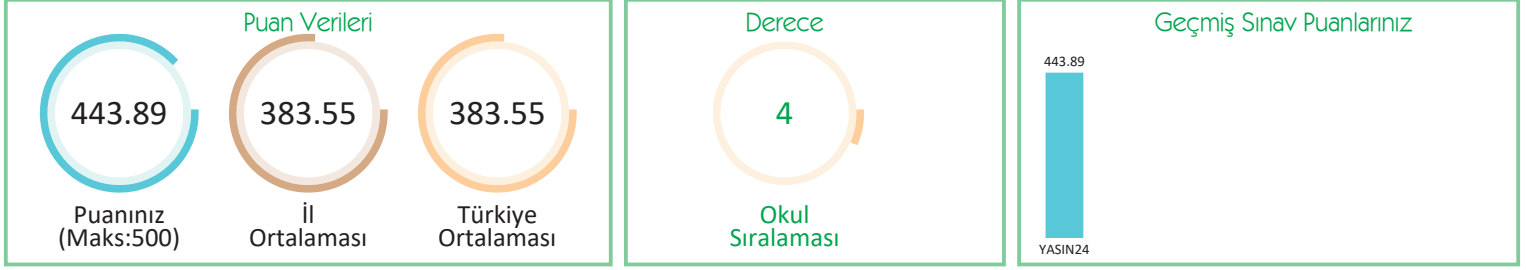 Puan Verileri
443.89
383.55
383.55
Puanınız
(Maks:500)
İl
Ortalaması
Türkiye
Ortalaması
Derece
4
Okul
Sıralaması
Geçmiş Sınav Puanlarınız
443.89
YASIN24